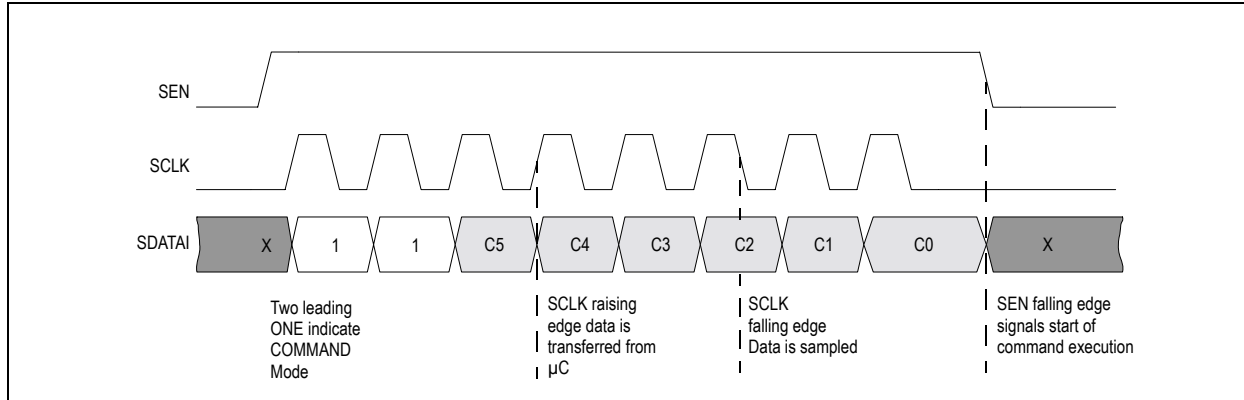 SEN
SCLK
SDATAI
X
1
1
C5
C4
C3
C2
C1
C0
X
Two leading
ONE indicate
COMMAND
Mode
SCLK raising
edge data is
transferred from
µC
SCLK
falling edge
Data is sampled
SEN falling edge
signals start of
command execution